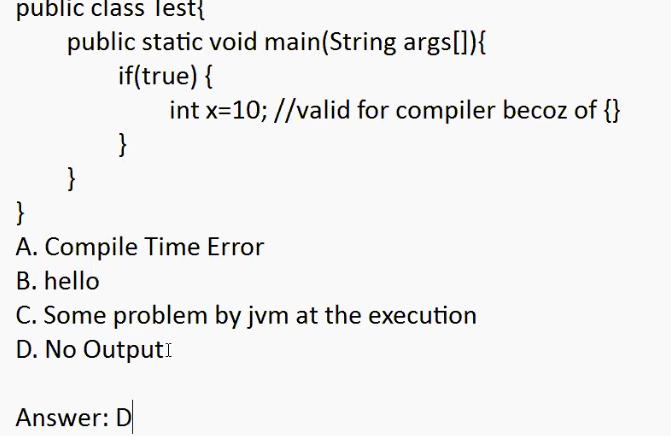 public class Test{
public static void main(String args[]){
if(true) {
int x=10; //valid for compiler becoz of {}
}
}
}
A. Compile Time Error
B. hello
C. Some problem by jvm at the execution
D. No Output
Answer: D